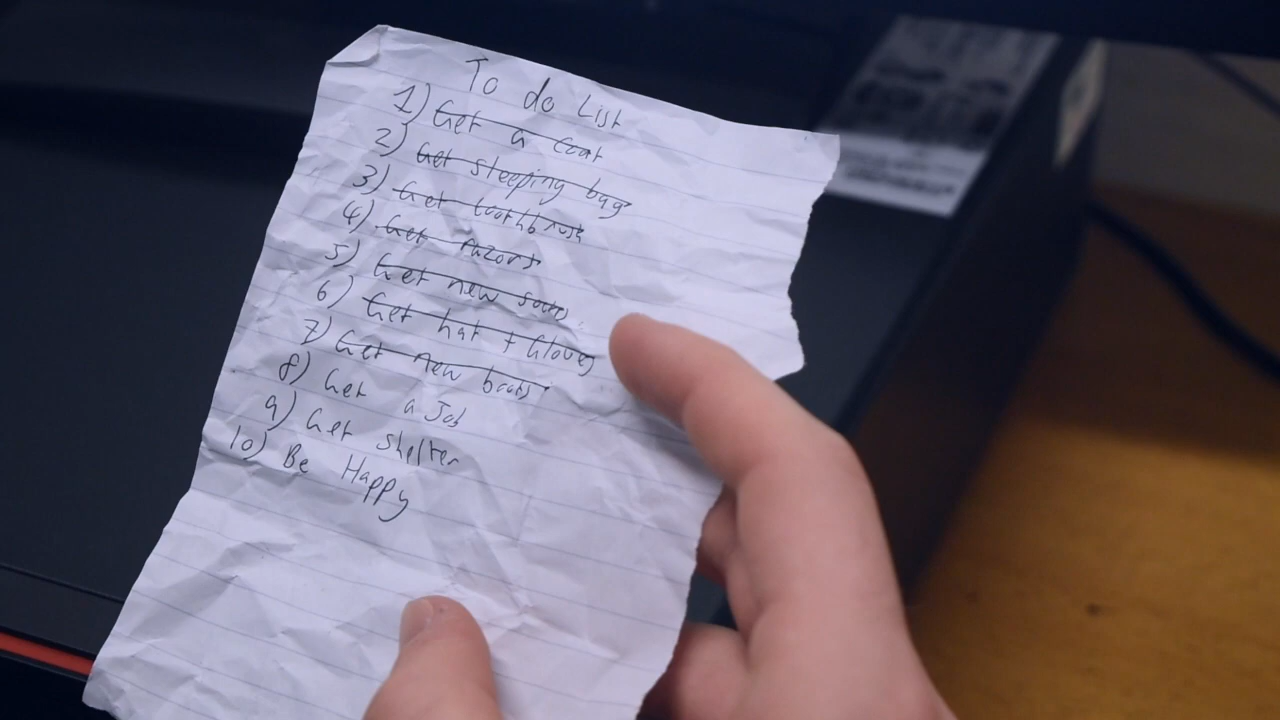 To do List
1) Get a coat
2) Get sleeping bag
3) Get toothbrush
4) Get razors
5) Get new socks
6) Get hat + Gloves
7) Get new boots
8) Get a Job
9) Get shelter
10) Be Happy